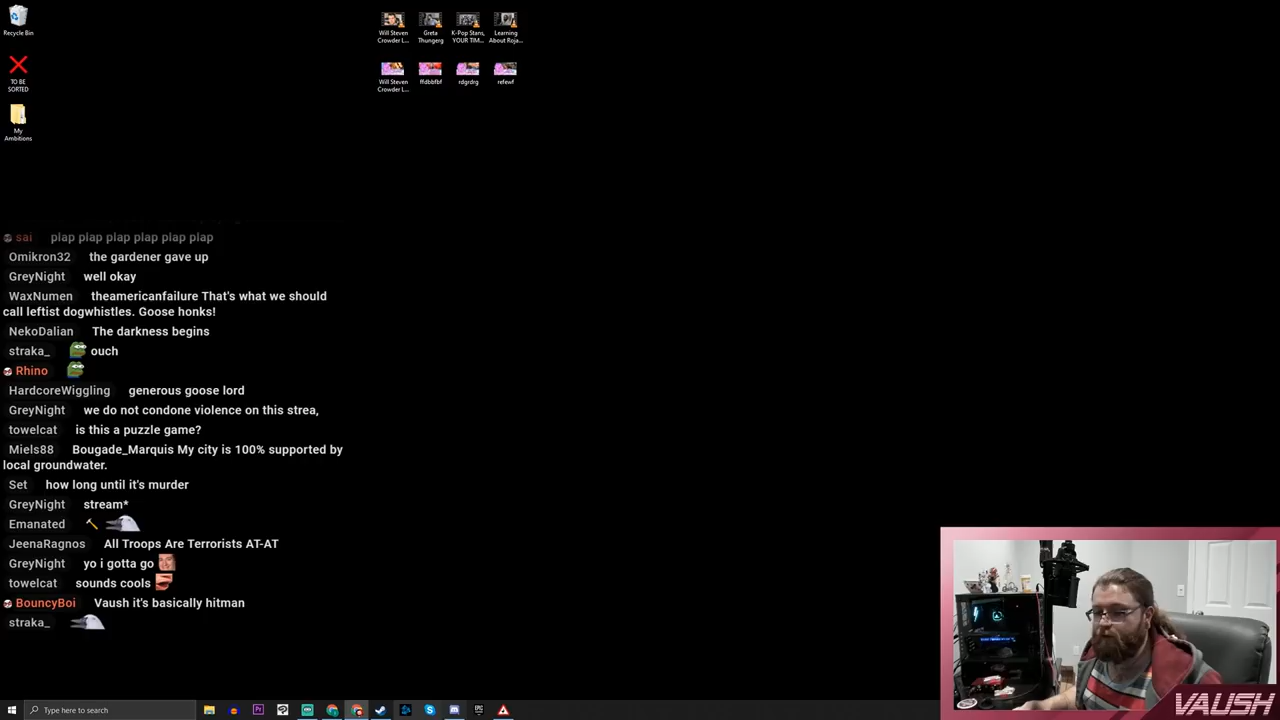 Recycle Bin
TO BE
SORTED
My
Ambitions
Will Steven
Crowder L...
Greta
Thungerg
K-Pop Stans,
YOUR TIM...
Learning
About Roja...
Will Steven
Crowder L...
ffdbbfbf
rdgrdrg
refewf
sai plap plap plap plap plap plap
Omikron32 the gardener gave up
GreyNight well okay
WaxNumen theamericanfailure That's what we should
call leftist dogwhistles. Goose honks!
NekoDalian The darkness begins
straka_ ouch
Rhino
HardcoreWiggling generous goose lord
GreyNight we do not condone violence on this strea,
towelcat is this a puzzle game?
Miels88 Bougade_Marquis My city is 100% supported by
local groundwater.
Set how long until it's murder
GreyNight stream*
Emanated
JeenaRagnos All Troops Are Terrorists AT-AT
GreyNight yo i gotta go
towelcat sounds cools
BouncyBoi Vaush it's basically hitman
straka_
Type here to search
VAUSH